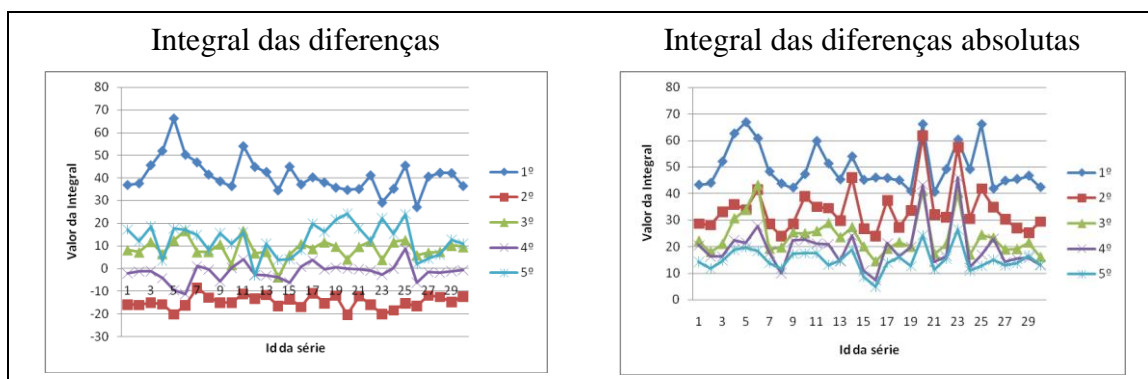 Integral das diferenças
80
70
60
50
40
30
20
10
0
-10
-20
-30
Valor da Integral
1 3 5 7 9 11 13 15 17 19 21 23 25 27 29
Id da série
1º
2º
3º
4º
5º
Integral das diferenças absolutas
80
70
60
50
40
30
20
10
0
Valor da Integral
1 3 5 7 9 11 13 15 17 19 21 23 25 27 29
Id da série
1º
2º
3º
4º
5º